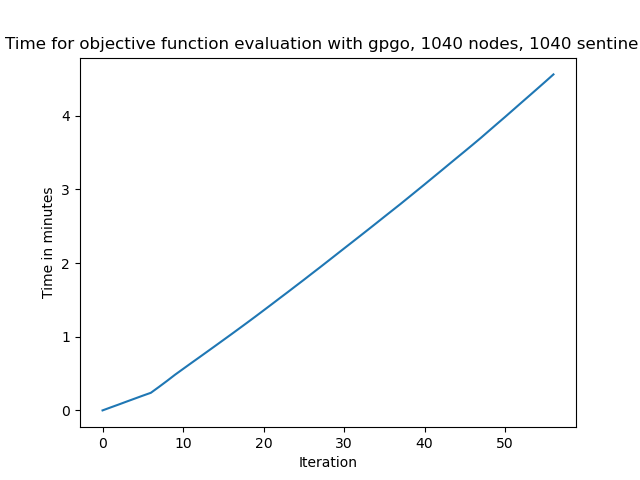 Time for objective function evaluation with gpgo, 1040 nodes, 1040 sentine
4
3
2
1
0
Time in minutes
0 10 20 30 40 50
Iteration